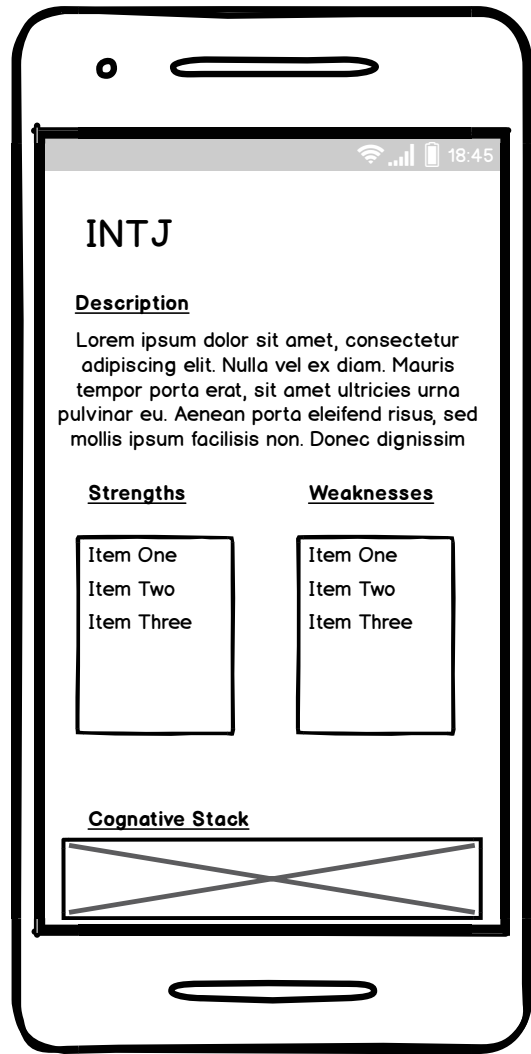 18:45
INTJ
Description
Lorem ipsum dolor sit amet, consectetur
adipiscing elit. Nulla vel ex diam. Mauris
tempor porta erat, sit amet ultricies urna
pulvinar eu. Aenean porta eleifend risus, sed
mollis ipsum facilisis non. Donec dignissim
Strengths
Item One
Item Two
Item Three
Weaknesses
Item One
Item Two
Item Three
Cognative Stack